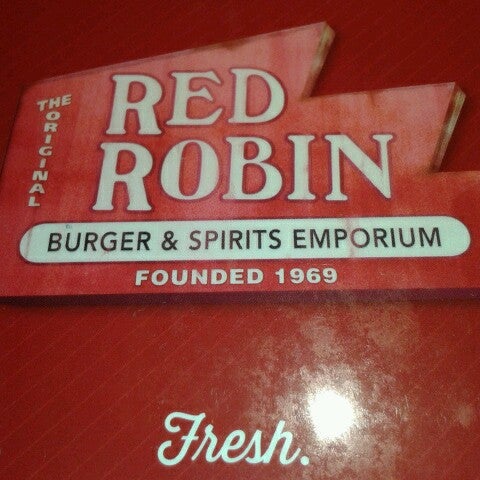 THE ORIGINAL
RED
ROBIN
BURGER & SPIRITS EMPORIUM
FOUNDED 1969
Fresh.